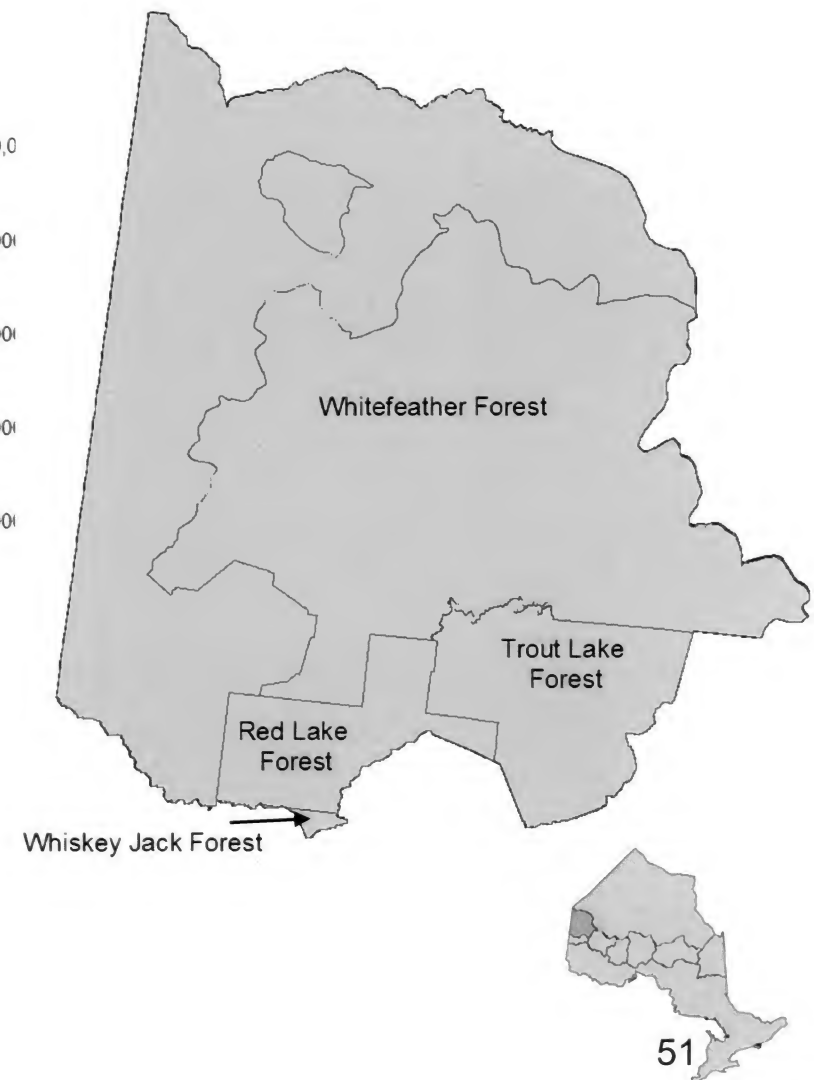 Whitefeather Forest
Trout Lake
Forest
Red Lake
Forest
Whiskey Jack Forest
51